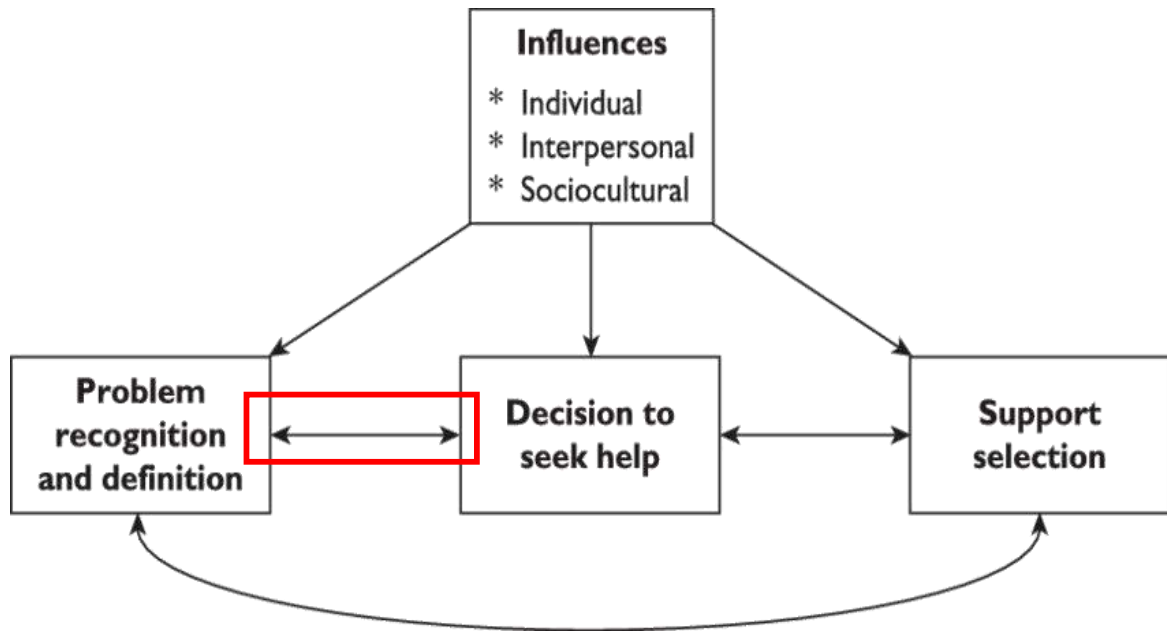 Influences
* Individual
* Interpersonal
* Sociocultural
Problem
recognition
and definition
Decision to
seek help
Support
selection